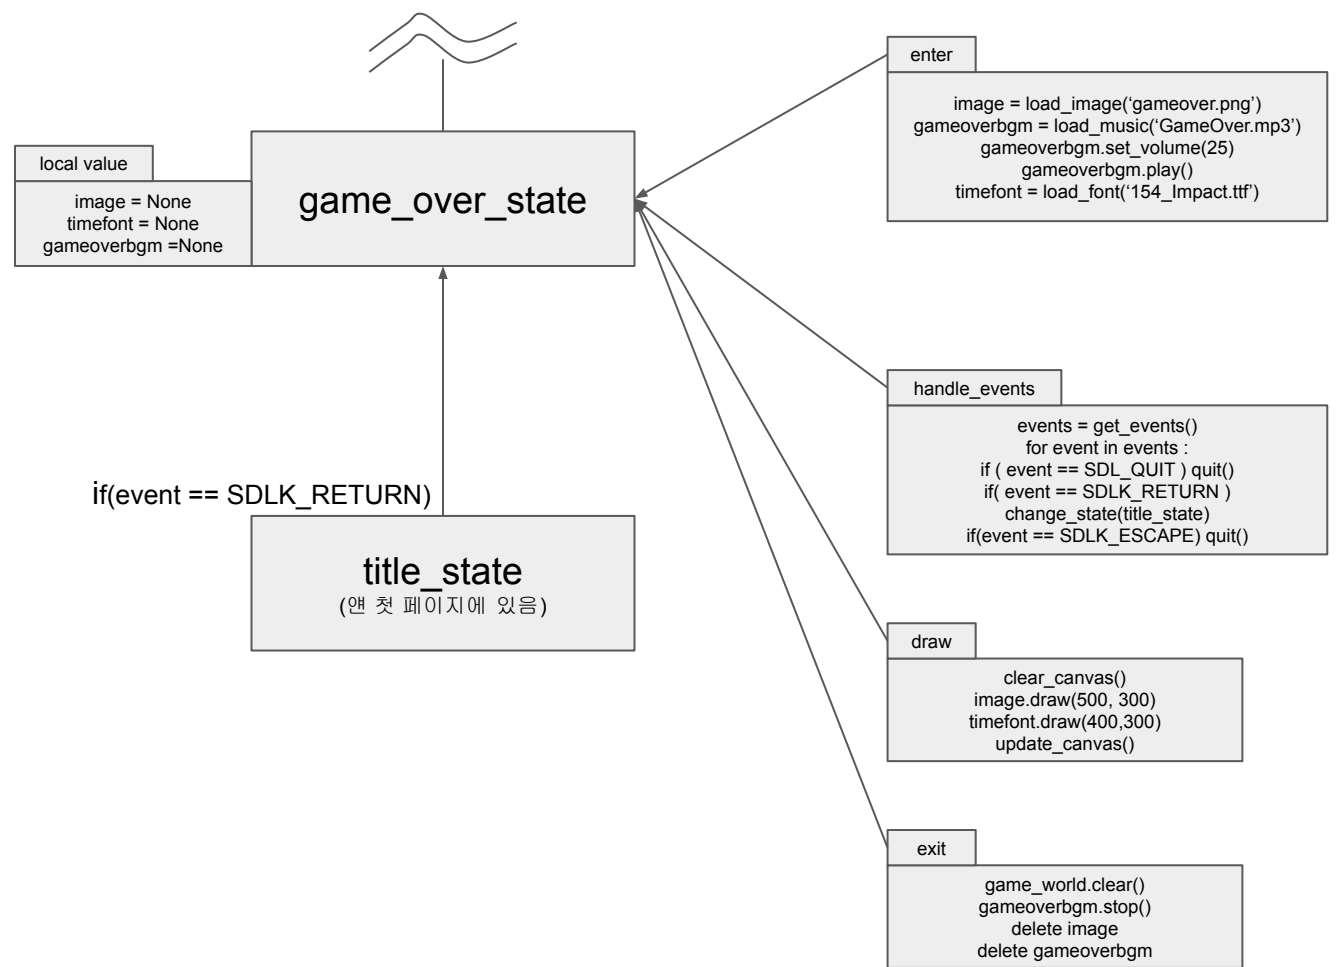 local value
image = None
timefont = None
gameoverbgm =None
game_over_state
enter
image = load_image(‘gameover.png’)
gameoverbgm = load_music(‘GameOver.mp3’)
gameoverbgm.set_volume(25)
gameoverbgm.play()
timefont = load_font(‘154_Impact.ttf’)
if(event == SDLK_RETURN)
title_state
(얜 첫 페이지에 있음)
handle_events
events = get_events()
for event in events :
if ( event == SDL_QUIT ) quit()
if( event == SDLK_RETURN )
change_state(title_state)
if(event == SDLK_ESCAPE) quit()
draw
clear_canvas()
image.draw(500, 300)
timefont.draw(400,300)
update_canvas()
exit
game_world.clear()
gameoverbgm.stop()
delete image
delete gameoverbgm